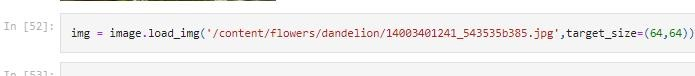 In [52]:
img = image.load_img('/content/flowers/dandelion/14003401241_543535b385.jpg',target_size=(64,64))
In [53]: